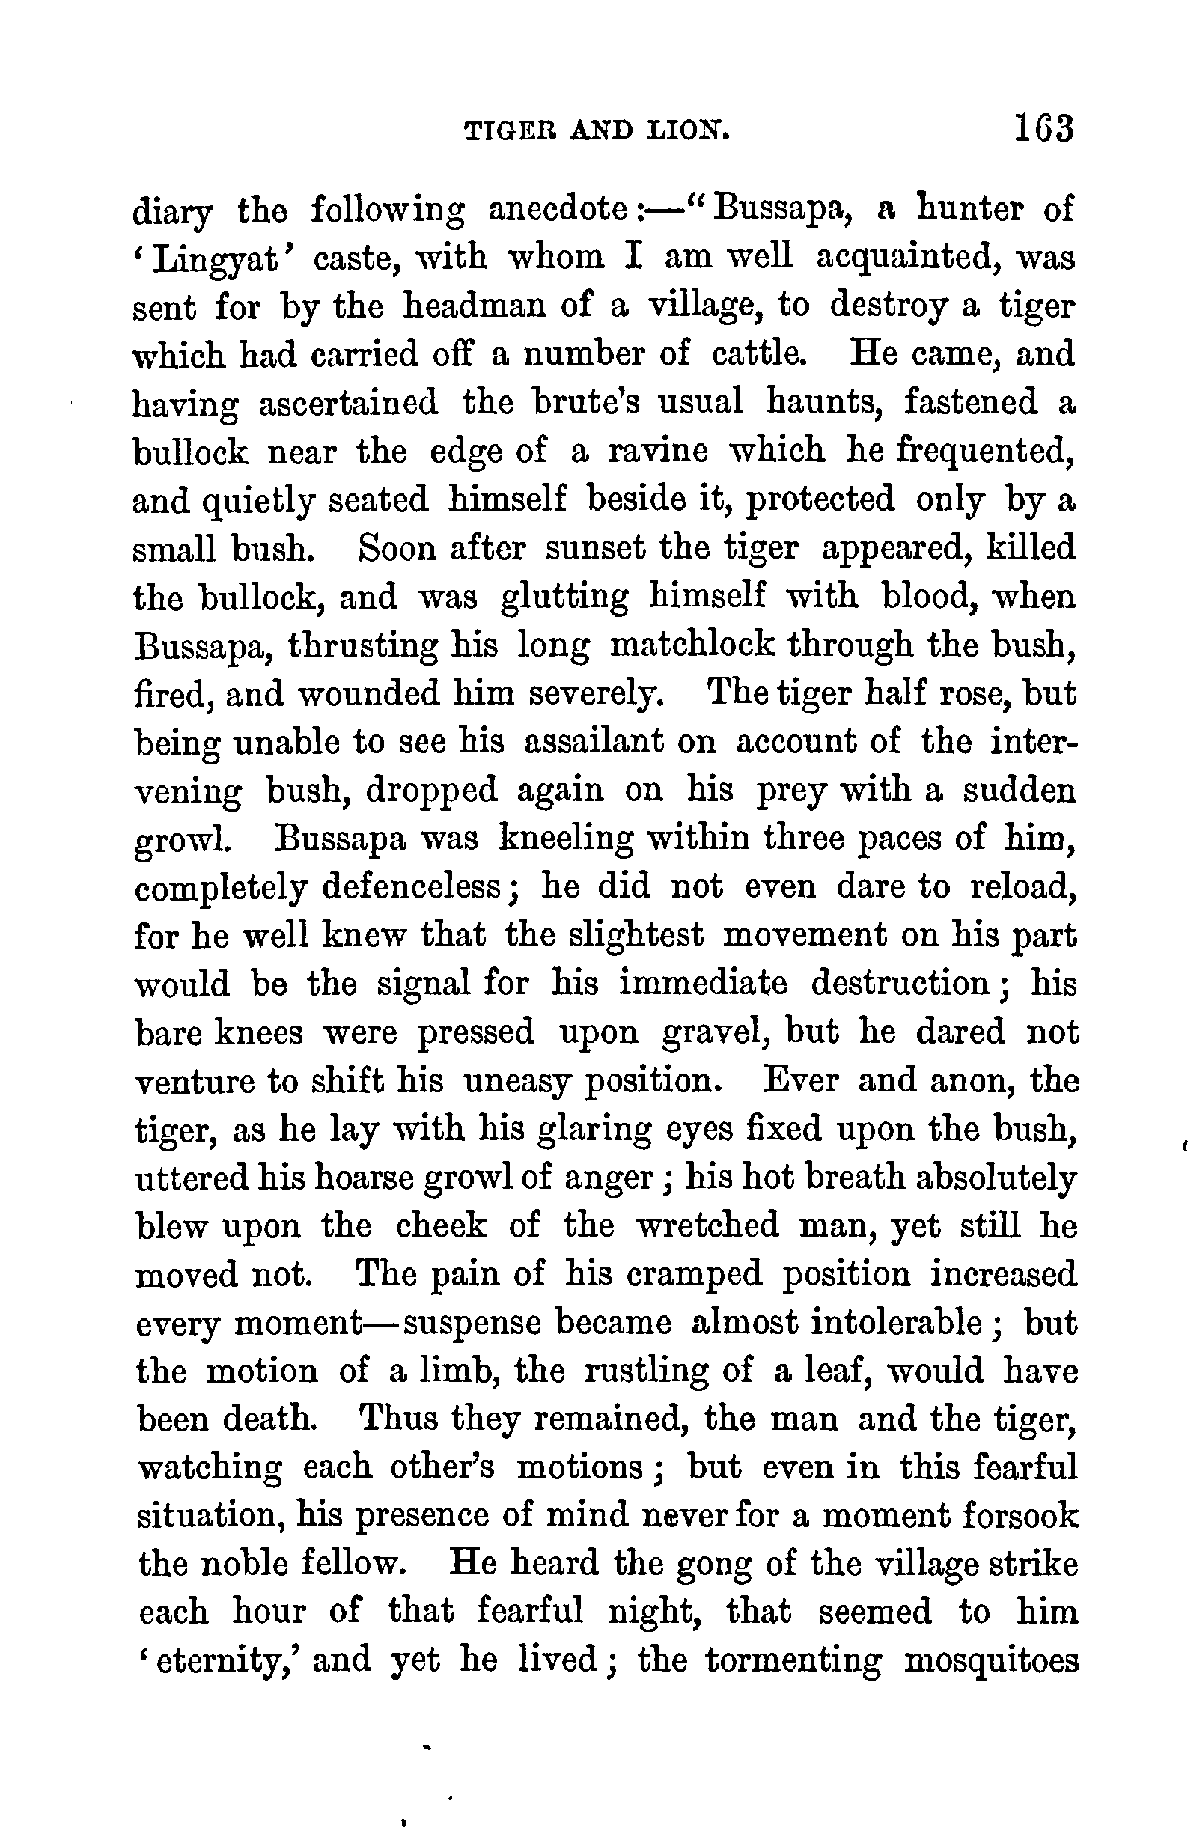 TIGER AND LION. 163
diary the following anecdote:—"Bussapa, a hunter of
'Lingyat' caste, with whom I am well acquainted, was
sent for by the headman of a village, to destroy a tiger
which had carried off a number of cattle. He came, and
having ascertained the brute's usual haunts, fastened a
bullock near the edge of a ravine which he frequented,
and quietly seated himself beside it, protected only by a
small bush. Soon after sunset the tiger appeared, killed
the bullock, and was glutting himself with blood, when
Bussapa, thrusting his long matchlock through the bush,
fired, and wounded him severely. The tiger half rose, but
being unable to see his assailant on account of the inter-
vening bush, dropped again on his prey with a sudden
growl. Bussapa was kneeling within three paces of him,
completely defenceless; he did not even dare to reload,
for he well knew that the slightest movement on his part
would be the signal for his immediate destruction; his
bare knees were pressed upon gravel, but he dared not
venture to shift his uneasy position. Ever and anon, the
tiger, as he lay with his glaring eyes fixed upon the bush,
uttered his hoarse growl of anger; his hot breath absolutely
blew upon the cheek of the wretched man, yet still he
moved not. The pain of his cramped position increased
every moment—suspense became almost intolerable; but
the motion of a limb, the rustling of a leaf, would have
been death. Thus they remained, the man and the tiger,
watching each other's motions; but even in this fearful
situation, his presence of mind never for a moment forsook
the noble fellow. He heard the gong of the village strike
each hour of that fearful night, that seemed to him
'eternity,' and yet he lived; the tormenting mosquitoes